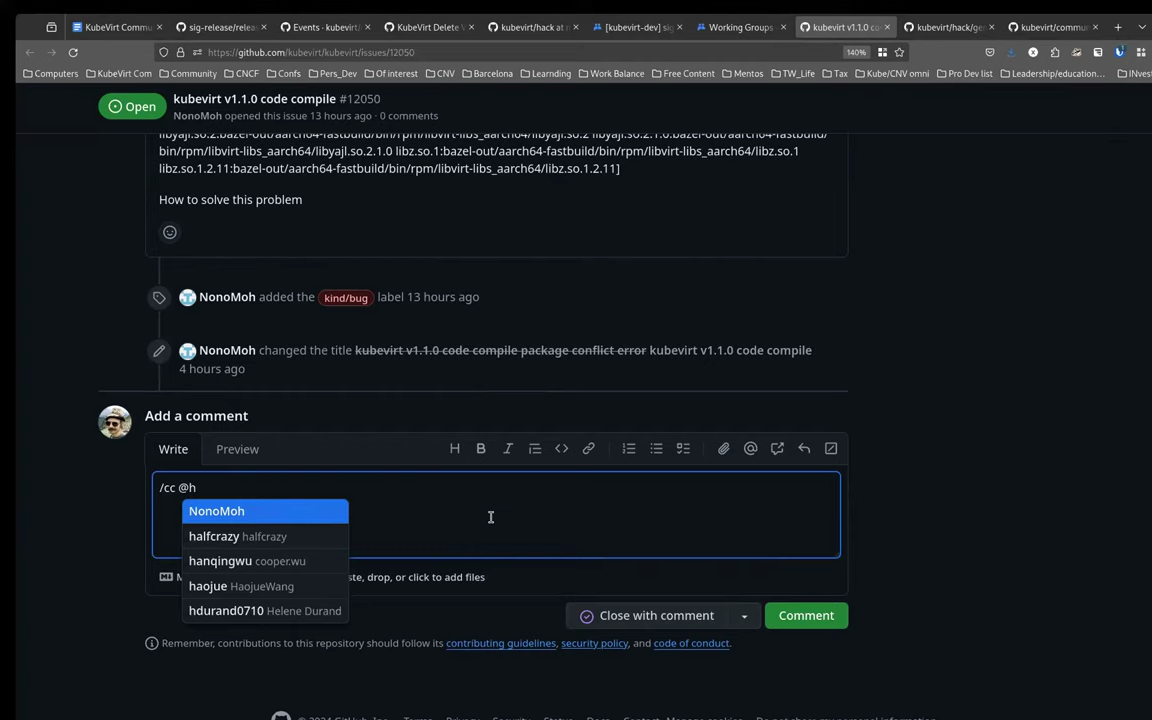 KubeVirt Commu
sig-release/relea
Events · kubevirt/
KubeVirt Delete V
kubevirt/hack at m
[kubevirt-dev] sig
Working Groups
kubevirt v1.1.0 co
kubevirt/hack/ge
kubevirt/commun
https://github.com/kubevirt/kubevirt/issues/12050
140%
Computers KubeVirt Com Community CNCF Confs Pers_Dev Of interest CNV Barcelona Learnding Work Balance Free Content Mentos TW_Life Tax Kube/CNV omni Pro Dev list Leadership/education... INvest
Open
kubevirt v1.1.0 code compile #12050
NonoMoh opened this issue 13 hours ago · 0 comments
libyajl.so.2:bazel-out/aarch64-fastbuild/bin/rpm/libvirt-libs_aarch64/libyajl.so.2 libyajl.so.2.1.0:bazel-out/aarch64-fastbuild/
bin/rpm/libvirt-libs_aarch64/libyajl.so.2.1.0 libz.so.1:bazel-out/aarch64-fastbuild/bin/rpm/libvirt-libs_aarch64/libz.so.1
libz.so.1.2.11:bazel-out/aarch64-fastbuild/bin/rpm/libvirt-libs_aarch64/libz.so.1.2.11]
How to solve this problem
NonoMoh added the kind/bug label 13 hours ago
NonoMoh changed the title kubevirt v1.1.0 code compile package conflict error kubevirt v1.1.0 code compile
4 hours ago
Add a comment
Write Preview
/cc @h
NonoMoh
halfcrazy halfcrazy
hanqingwu cooper.wu
haojue HaojueWang
hdurand0710 Helene Durand
ste, drop, or click to add files
Close with comment
Comment
Remember, contributions to this repository should follow its contributing guidelines, security policy, and code of conduct.